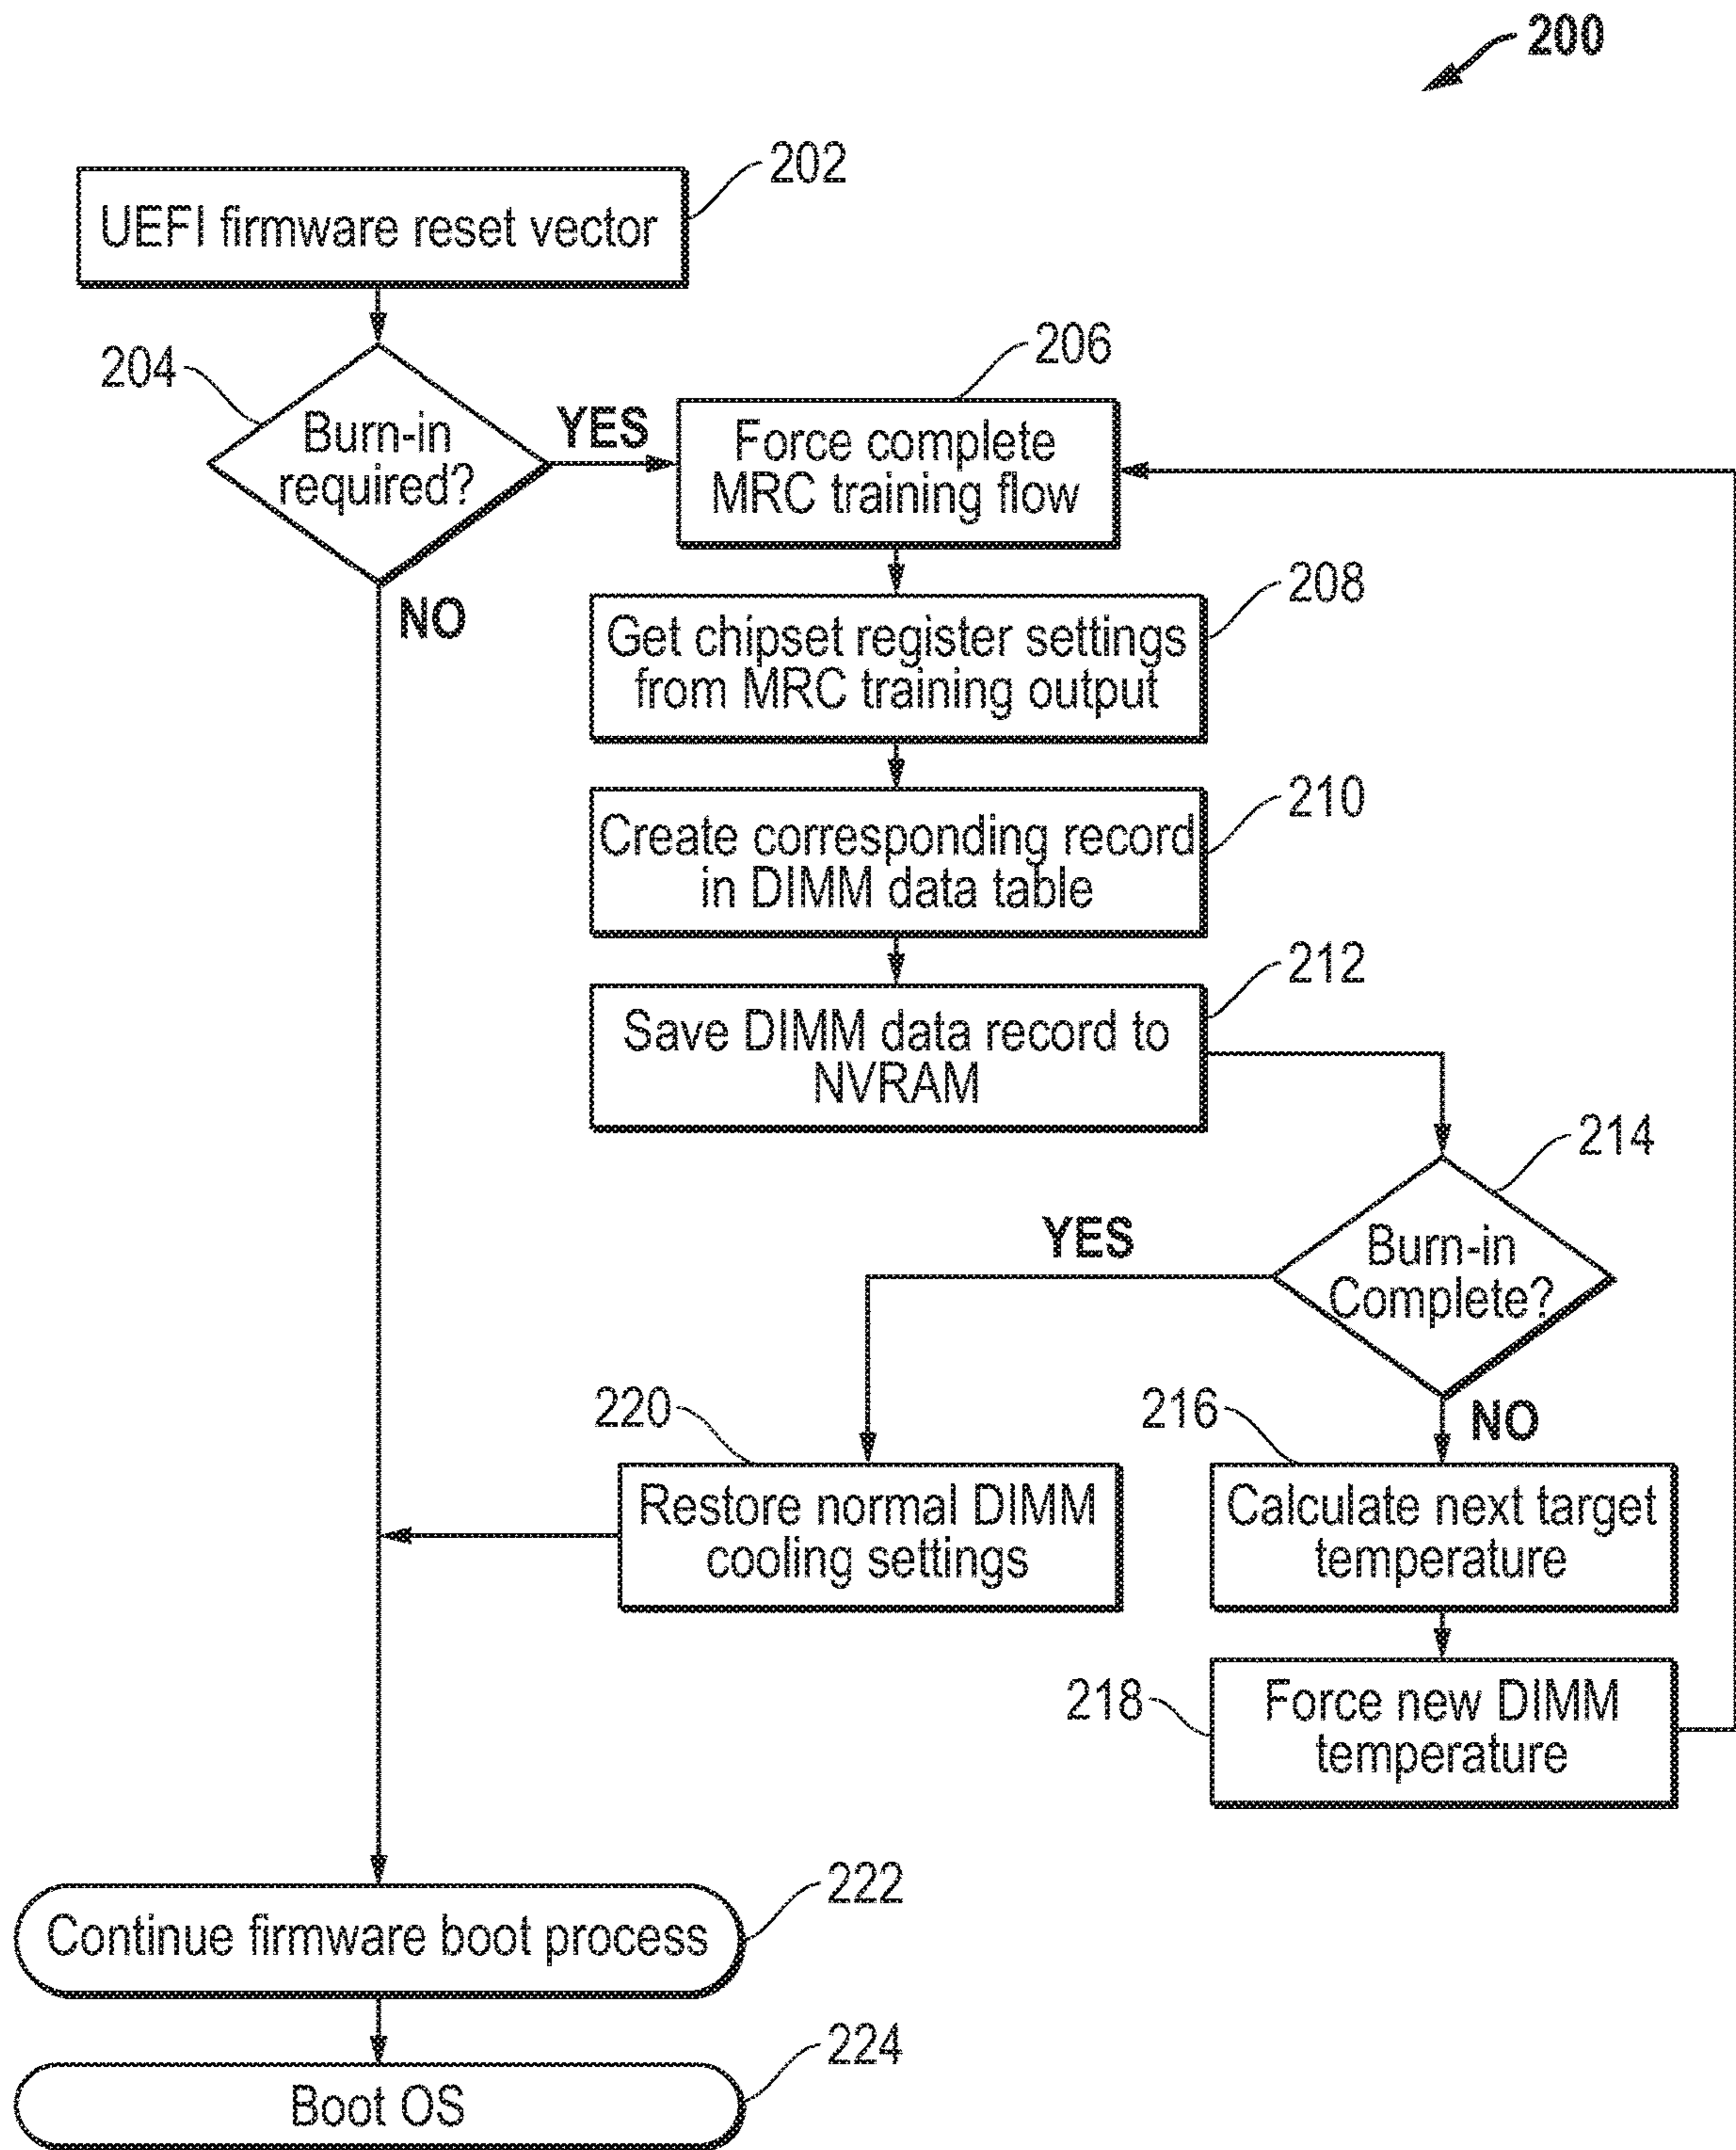 200
202
UEFI firmware reset vector
204
Burn-in
required?
YES
NO
206
Force complete
MRC training flow
208
Get chipset register settings
from MRC training output
210
Create corresponding record
in DIMM data table
212
Save DIMM data record to
NVRAM
214
Burn-in
Complete?
YES
NO
216
Calculate next target
temperature
218
Force new DIMM
temperature
220
Restore normal DIMM
cooling settings
222
Continue firmware boot process
224
Boot OS